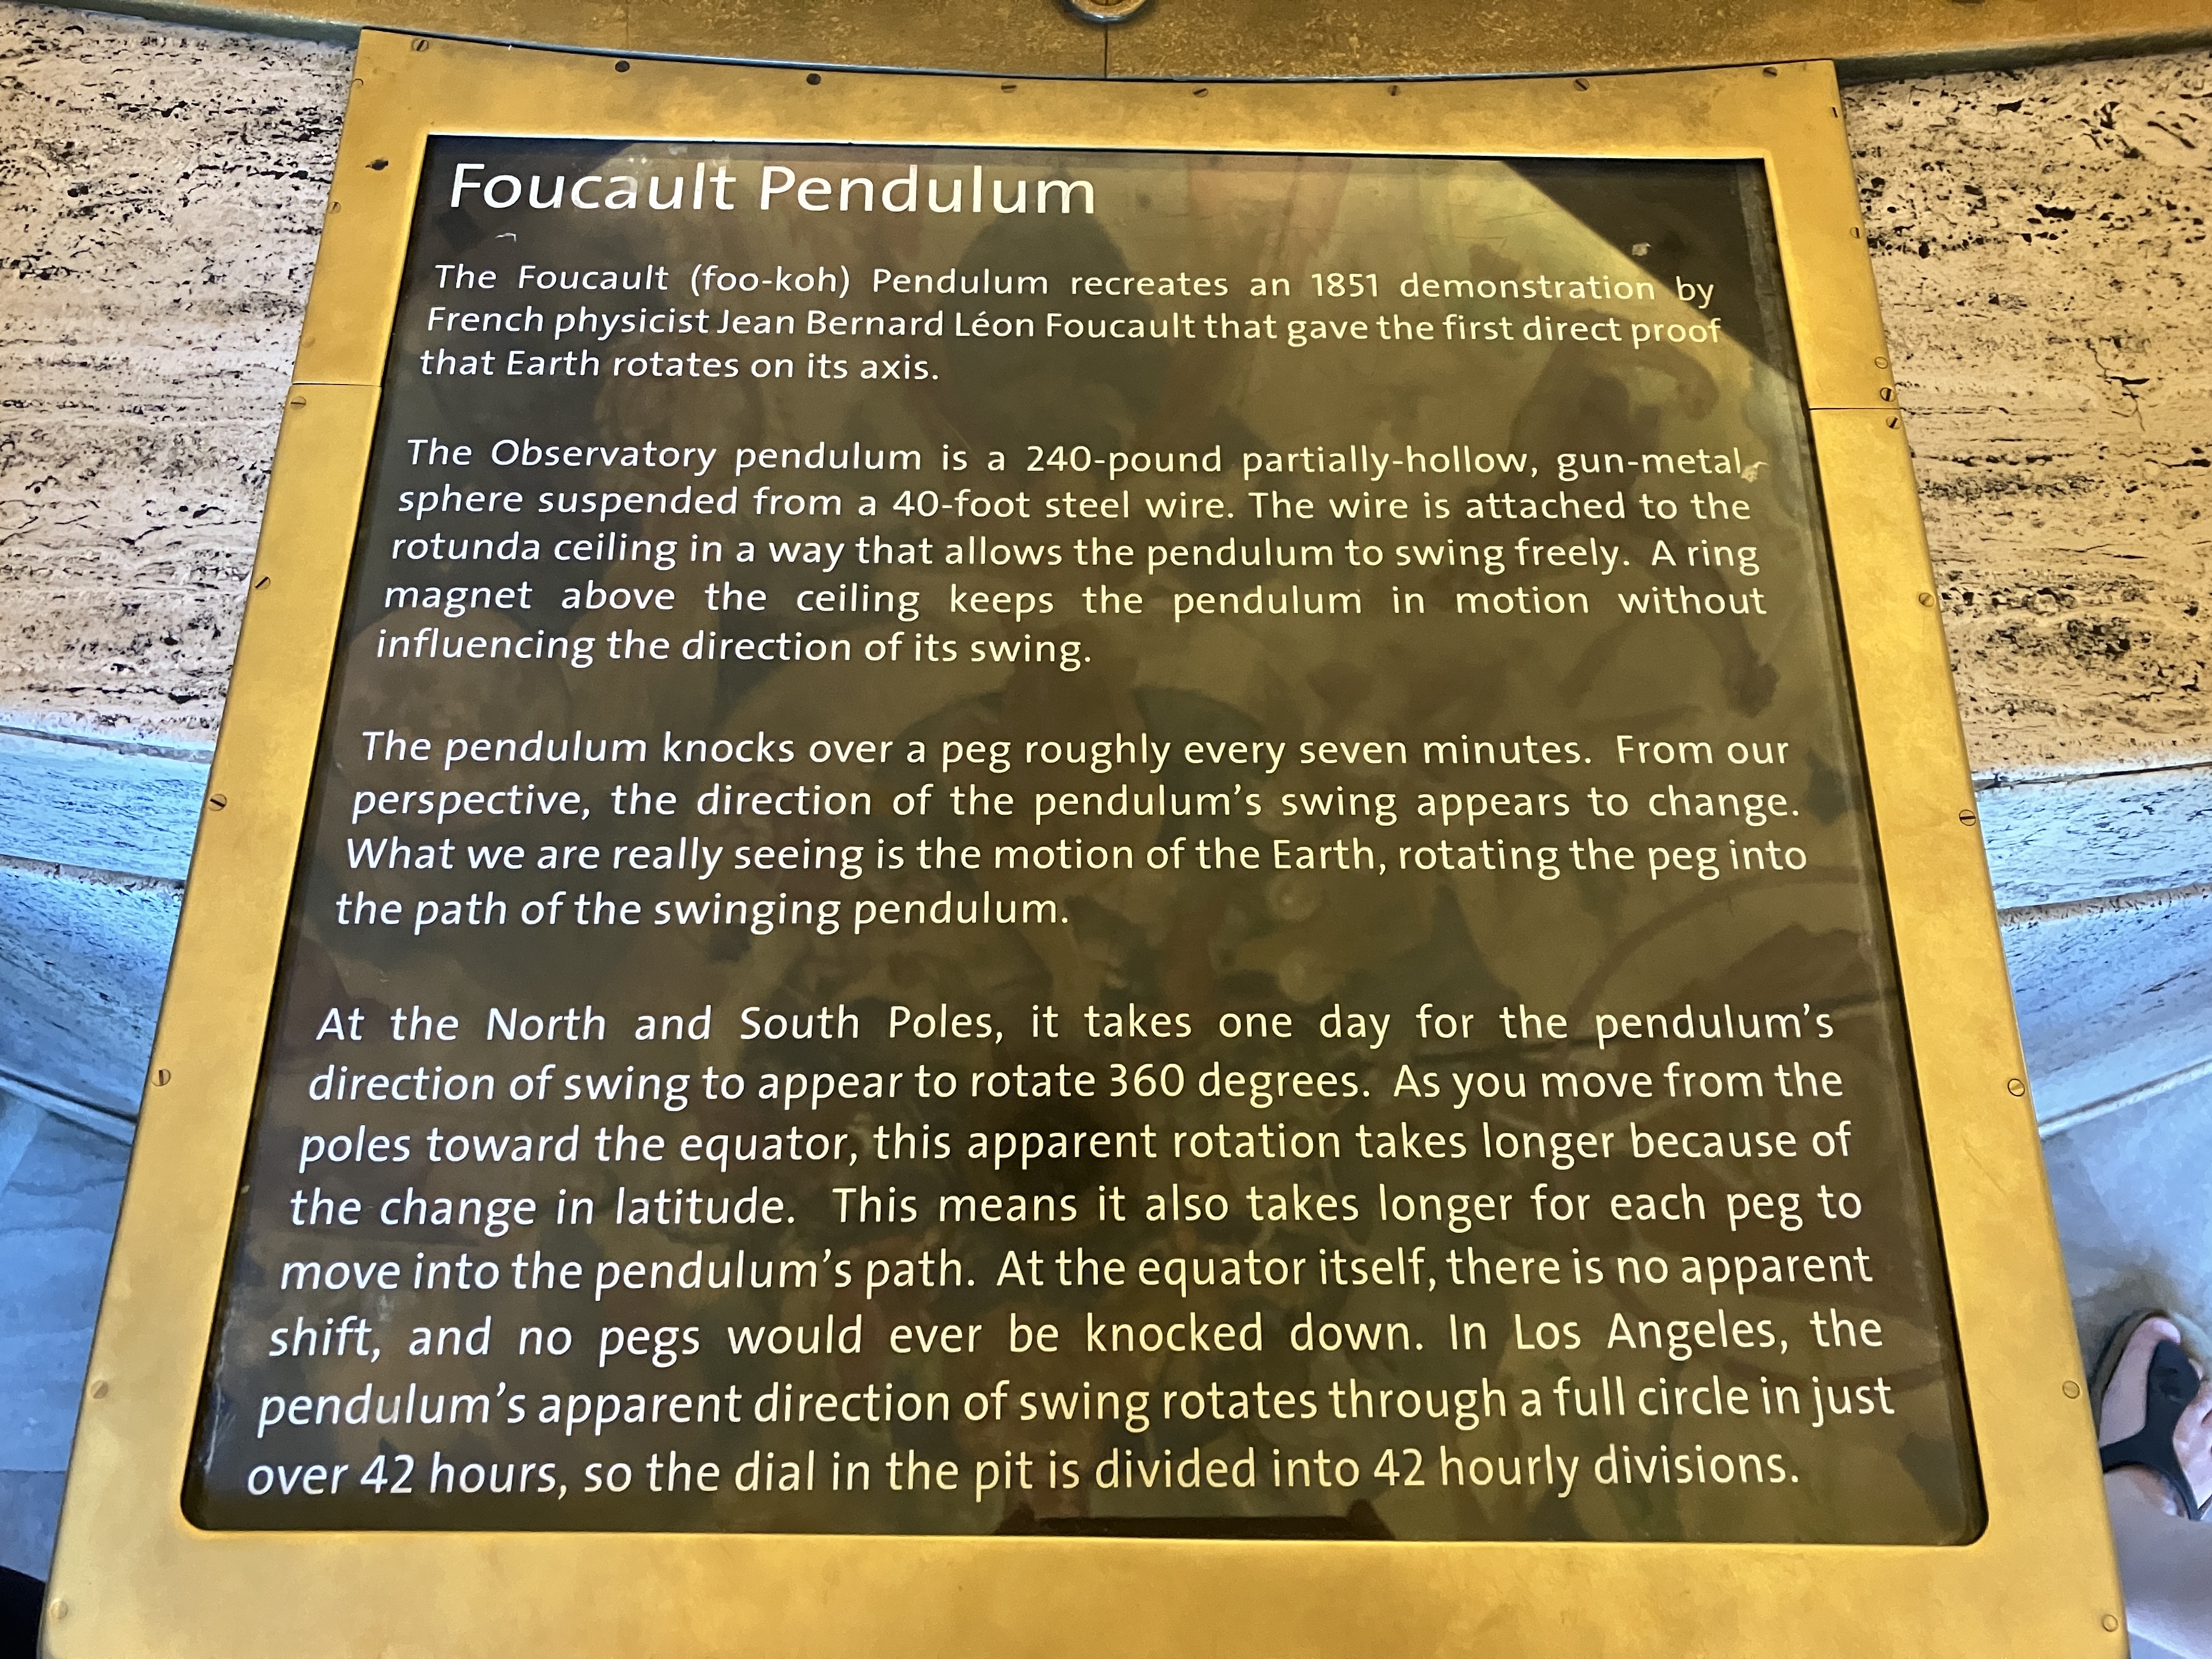 Foucault Pendulum
The Foucault (foo-koh) Pendulum recreates an 1851 demonstration by
French physicist Jean Bernard Léon Foucault that gave the first direct proof
that Earth rotates on its axis.
The Observatory pendulum is a 240-pound partially-hollow, gun-metal
sphere suspended from a 40-foot steel wire. The wire is attached to the
rotunda ceiling in a way that allows the pendulum to swing freely. A ring
magnet above the ceiling keeps the pendulum in motion without
influencing the direction of its swing.
The pendulum knocks over a peg roughly every seven minutes. From our
perspective, the direction of the pendulum's swing appears to change.
What we are really seeing is the motion of the Earth, rotating the peg into
the path of the swinging pendulum.
At the North and South Poles, it takes one day for the pendulum's
direction of swing to appear to rotate 360 degrees. As you move from the
poles toward the equator, this apparent rotation takes longer because of
the change in latitude. This means it also takes longer for each peg to
move into the pendulum's path. At the equator itself, there is no apparent
shift, and no pegs would ever be knocked down. In Los Angeles, the
pendulum's apparent direction of swing rotates through a full circle in just
over 42 hours, so the dial in the pit is divided into 42 hourly divisions.